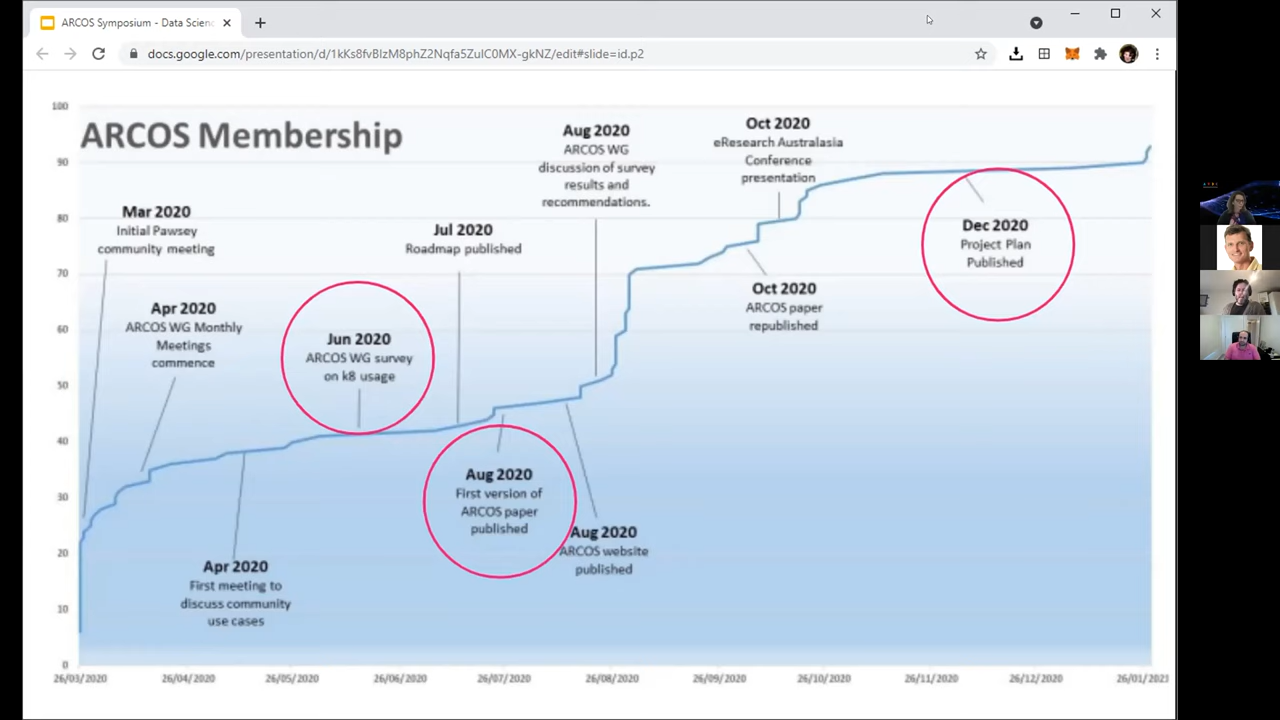 ARCOS Symposium - Data Scienc
docs.google.com/presentation/d/1kKs8fvBlzM8phZ2Nqfa5ZulC0MX-gkNZ/edit#slide=id.p2
ARCOS Membership
100
90
80
70
60
50
40
30
20
10
0
Mar 2020
Initial Pawsey
community meeting
Apr 2020
ARCOS WG Monthly
Meetings
commence
Apr 2020
First meeting to
discuss community
use cases
Jun 2020
ARCOS WG survey
on k8 usage
Jul 2020
Roadmap published
Aug 2020
First version of
ARCOS paper
published
Aug 2020
ARCOS website
published
Aug 2020
ARCOS WG
discussion of survey
results and
recommendations.
Oct 2020
eResearch Australasia
Conference
presentation
Oct 2020
ARCOS paper
republished
Dec 2020
Project Plan
Published
26/03/2020
26/04/2020
26/05/2020
26/06/2020
26/07/2020
26/08/2020
26/09/2020
26/10/2020
26/11/2020
26/12/2020
26/01/2021